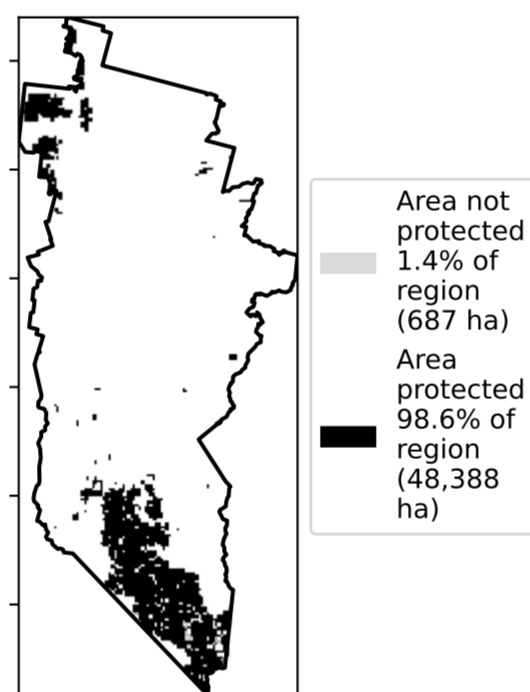 Area not
protected
1.4% of
region
(687 ha)
Area
protected
98.6% of
region
(48,388
ha)